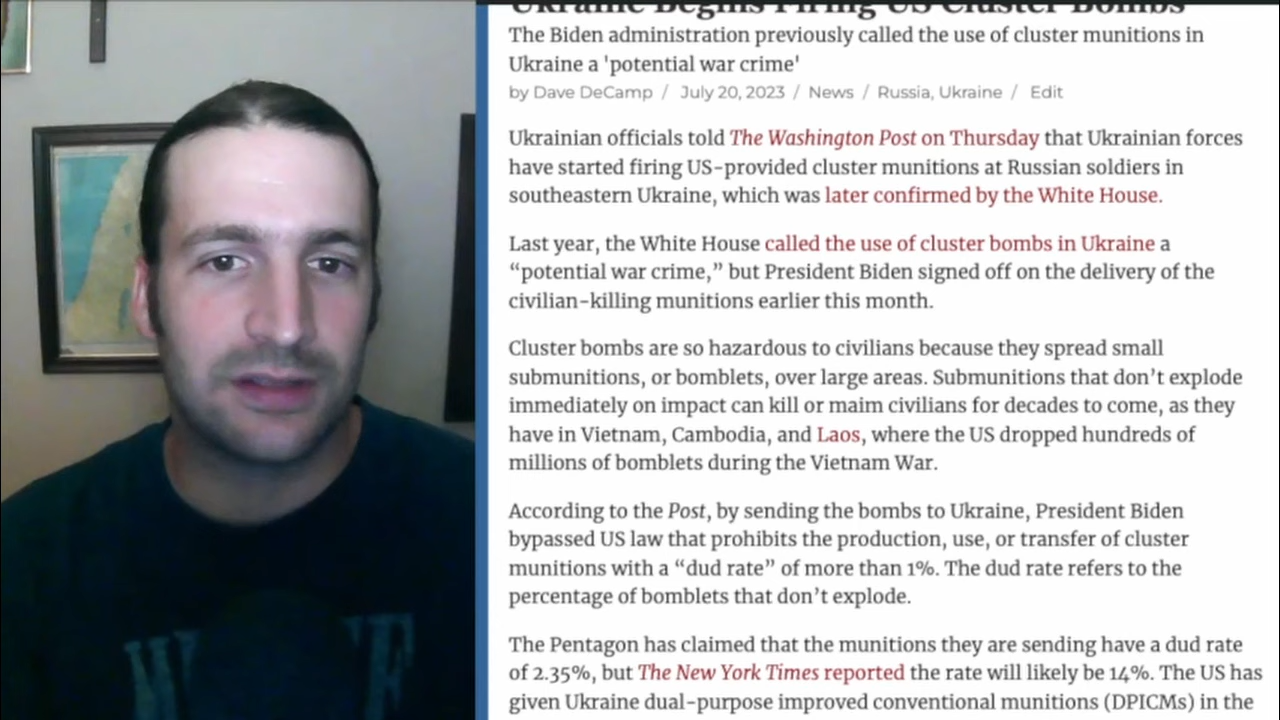 Ukraine Begins Firing US Cluster Bombs
The Biden administration previously called the use of cluster munitions in
Ukraine a 'potential war crime'
by Dave DeCamp / July 20, 2023 / News / Russia, Ukraine / Edit
Ukrainian officials told The Washington Post on Thursday that Ukrainian forces
have started firing US-provided cluster munitions at Russian soldiers in
southeastern Ukraine, which was later confirmed by the White House.
Last year, the White House called the use of cluster bombs in Ukraine a
“potential war crime,” but President Biden signed off on the delivery of the
civilian-killing munitions earlier this month.
Cluster bombs are so hazardous to civilians because they spread small
submunitions, or bomblets, over large areas. Submunitions that don’t explode
immediately on impact can kill or maim civilians for decades to come, as they
have in Vietnam, Cambodia, and Laos, where the US dropped hundreds of
millions of bomblets during the Vietnam War.
According to the Post, by sending the bombs to Ukraine, President Biden
bypassed US law that prohibits the production, use, or transfer of cluster
munitions with a “dud rate” of more than 1%. The dud rate refers to the
percentage of bomblets that don’t explode.
The Pentagon has claimed that the munitions they are sending have a dud rate
of 2.35%, but The New York Times reported the rate will likely be 14%. The US has
given Ukraine dual-purpose improved conventional munitions (DPICMs) in the